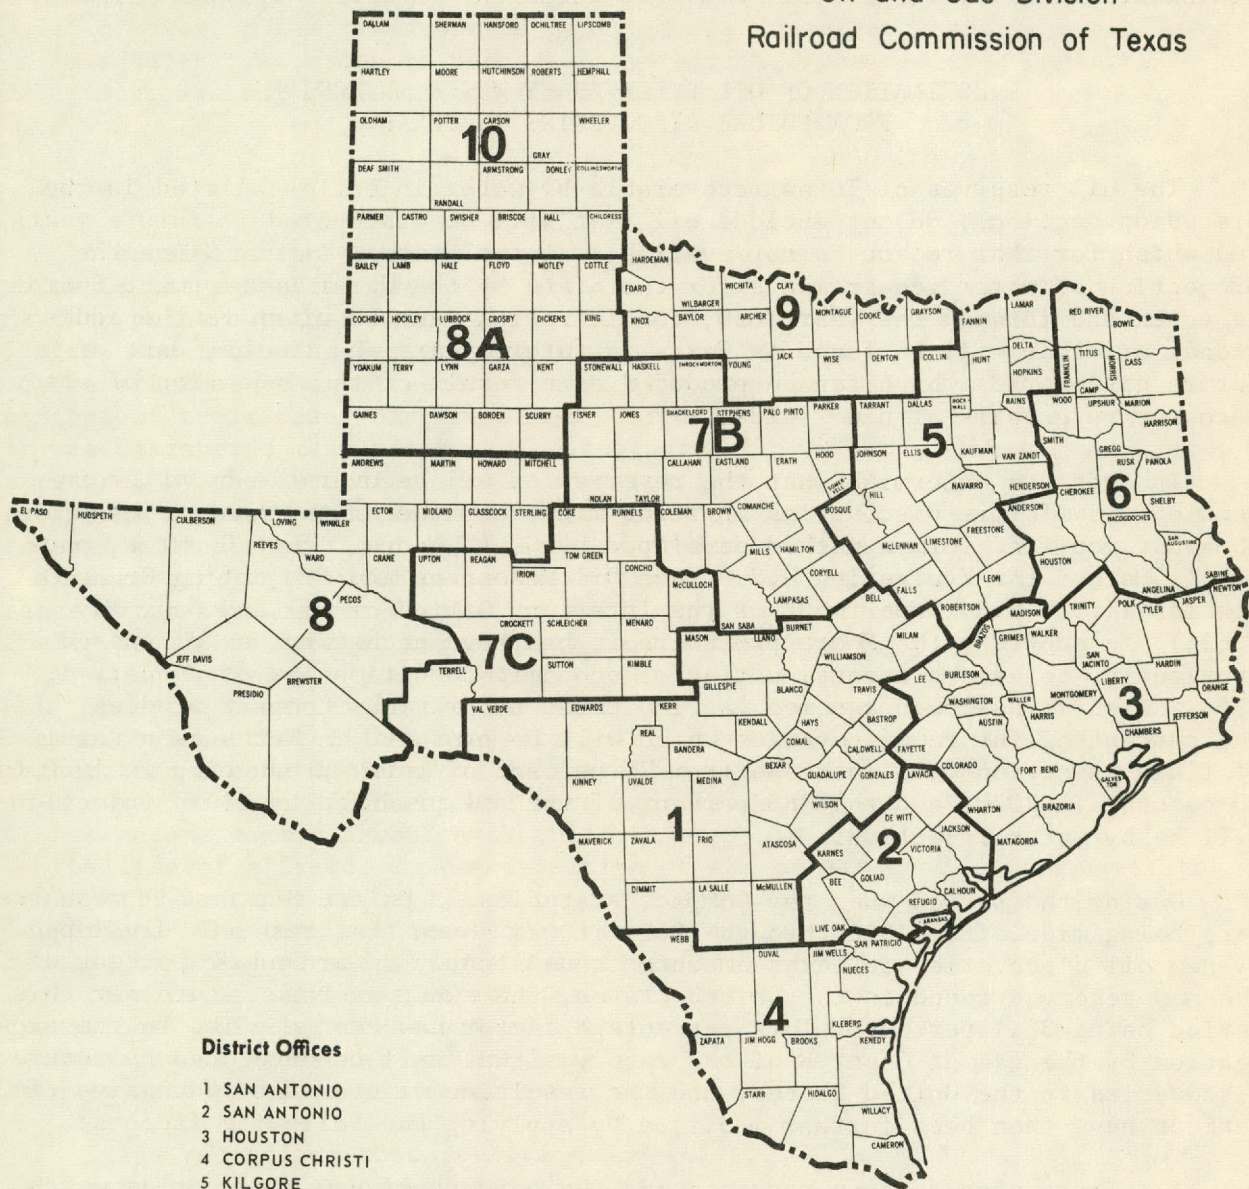 Oil and Gas Division
Railroad Commission of Texas
DALLAM SHERMAN HANSFORD OCHILTREE LIPSCOMB
HARTLEY MOORE HUTCHINSON ROBERTS HEMPHILL
OLDHAM POTTER CARSON WHEELER
10
GRAY
DEAF SMITH ARMSTRONG DONLEY COLLINGSWORTH
RANDALL
PARMER CASTRO SWISHER BRISCOE HALL CHILDRESS
BAILEY LAMB HALE FLOYD MOTLEY COTTLE
HARDEMAN
FOARD WICHITA CLAY
WILBARGER
COCHRAN HOCKLEY LUBBOCK CROSBY DICKENS KING
8A
KNOX BAYLOR ARCHER 9 MONTAGUE COOKE GRAYSON FANNIN LAMAR RED RIVER BOWIE
YOAKUM TERRY LYNN GARZA KENT STONEWALL HASKELL THROCKMORTON YOUNG JACK WISE DENTON COLLIN HUNT DELTA HOPKINS FRANKLIN TITUS MORRIS CASS
CAMP
GAINES DAWSON BORDEN SCURRY FISHER JONES SHACKELFORD STEPHENS PALO PINTO PARKER TARRANT DALLAS ROCKWALL RAINS WOOD UPSHUR MARION
HARRISON
7B 5
ANDREWS MARTIN HOWARD MITCHELL NOLAN TAYLOR CALLAHAN EASTLAND ERATH HOOD JOHNSON ELLIS KAUFMAN VAN ZANDT SMITH GREGG RUSK PANOLA
SOMERVELL
HILL NAVARRO HENDERSON CHEROKEE 6 SHELBY
EL PASO HUDSPETH CULBERSON LOVING WINKLER ECTOR MIDLAND GLASSCOCK STERLING COKE RUNNELS COLEMAN BROWN COMANCHE BOSQUE FREESTONE ANDERSON NACOGDOCHES
REEVES WARD CRANE UPTON REAGAN IRION TOM GREEN CONCHO McCULLOCH MILLS HAMILTON McLENNAN LIMESTONE HOUSTON SAN AUGUSTINE
CORYELL FALLS LEON ANGELINA SABINE NEWTON
8 PECOS LAMPASAS BELL ROBERTSON MADISON TRINITY POLK TYLER JASPER
CROCKETT SCHLEICHER MENARD MASON SAN SABA LLANO BURNET MILAM BRAZOS GRIMES WALKER
7C
JEFF DAVIS BREWSTER TERRELL SUTTON KIMBLE WILLIAMSON SAN JACINTO HARDIN
PRESIDIO GILLESPIE BLANCO TRAVIS LEE BURLESON MONTGOMERY LIBERTY ORANGE
VAL VERDE EDWARDS KERR KENDALL HAYS BASTROP WASHINGTON WALLER HARRIS 3 JEFFERSON
REAL BANDERA COMAL CALDWELL FAYETTE AUSTIN CHAMBERS
KINNEY UVALDE MEDINA BEXAR GUADALUPE GONZALES LAVACA COLORADO FORT BEND GALVESTON
WILSON WHARTON BRAZORIA
1 DE WITT JACKSON MATAGORDA
MAVERICK ZAVALA FRIO ATASCOSA KARNES 2 VICTORIA
GOLIAD
DIMMIT LA SALLE McMULLEN BEE CALHOUN
REFUGIO
LIVE OAK ARANSAS
WEBB DUVAL JIM WELLS SAN PATRICIO
NUECES
4 KLEBERG
ZAPATA JIM HOGG BROOKS KENEDY
STARR HIDALGO
WILLACY
CAMERON
District Offices
1 SAN ANTONIO
2 SAN ANTONIO
3 HOUSTON
4 CORPUS CHRISTI
5 KILGORE